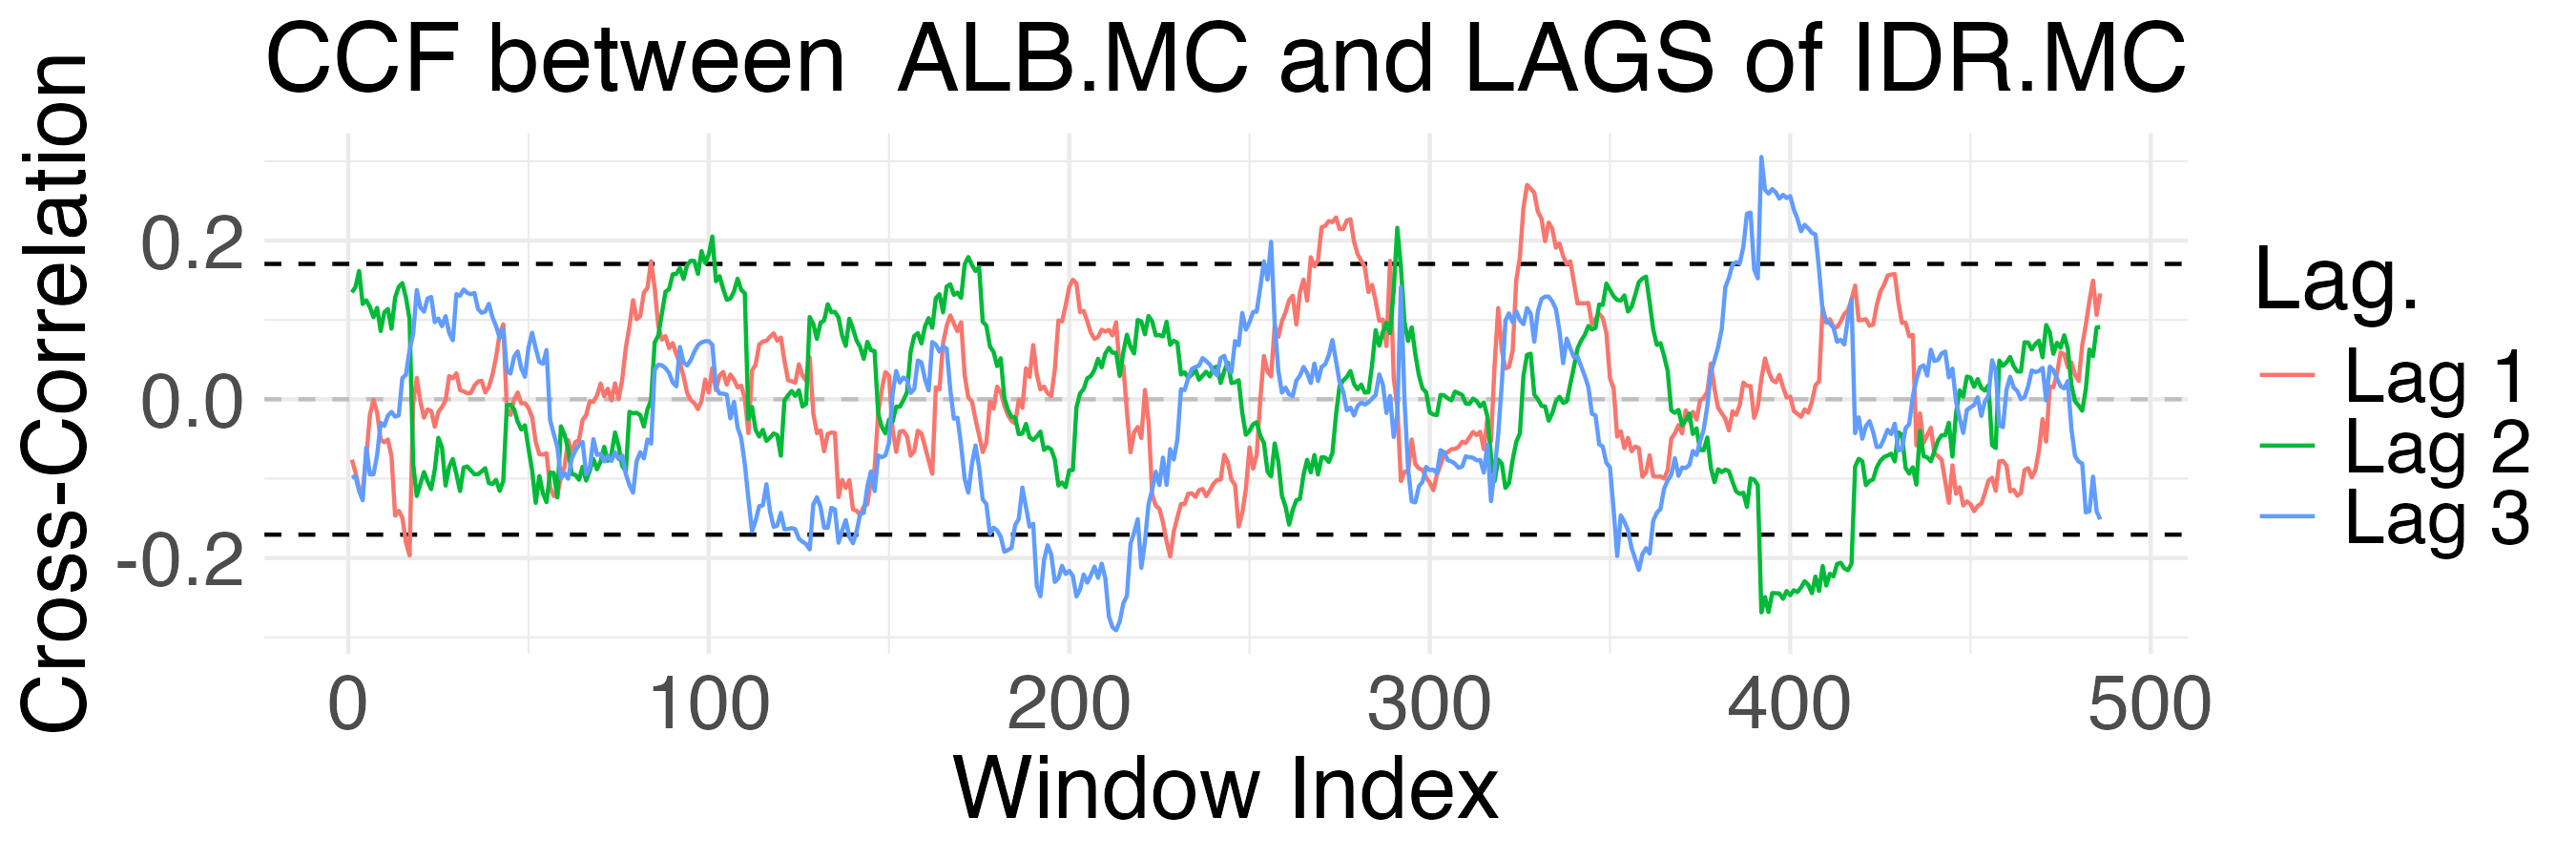 CCF between  ALB.MC and LAGS of IDR.MC
Cross-Correlation
0.2
0.0
-0.2
0
100
200
300
400
500
Window Index
Lag.
Lag 1
Lag 2
Lag 3